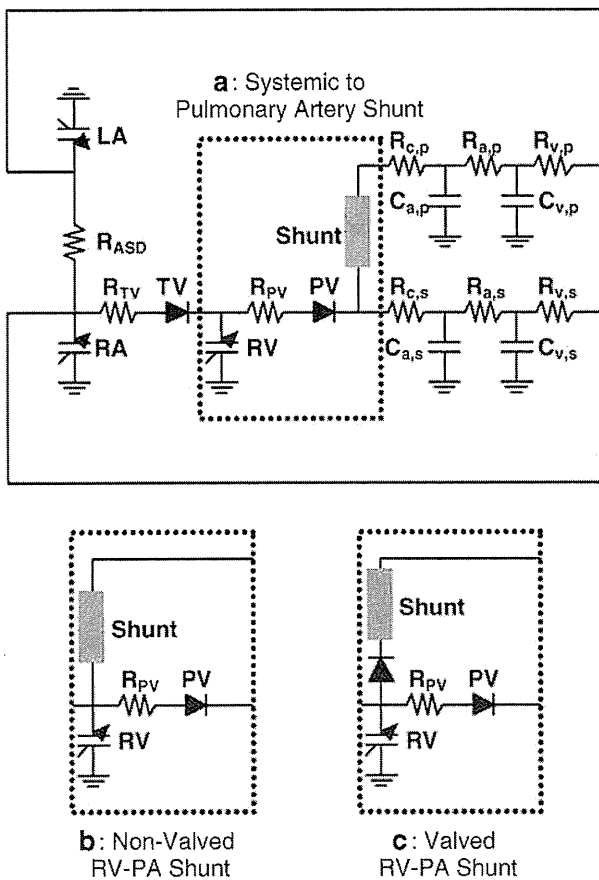 a: Systemic to
Pulmonary Artery Shunt
LA
R_c,p R_a,p R_v,p
C_a,p C_v,p
Shunt
R_ASD
R_TV TV R_PV PV R_c,s R_a,s R_v,s
RA RV C_a,s C_v,s
Shunt Shunt
R_PV PV R_PV PV
RV RV
b: Non-Valved c: Valved
RV-PA Shunt RV-PA Shunt